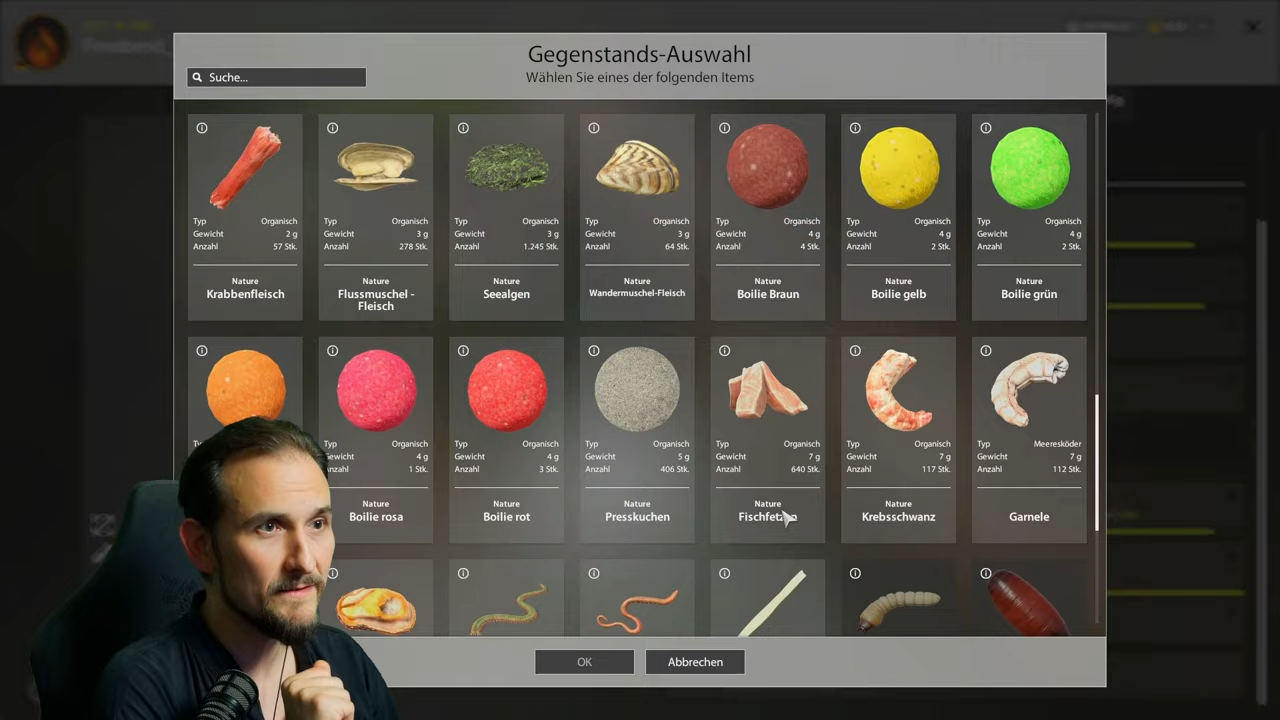 Gegenstands-Auswahl
Wählen Sie eines der folgenden Items
Suche...
Typ Organisch
Gewicht 2 g
Anzahl 57 Stk.
Nature
Krabbenfleisch
Typ Organisch
Gewicht 3 g
Anzahl 278 Stk.
Nature
Flussmuschel -
Fleisch
Typ Organisch
Gewicht 3 g
Anzahl 1.245 Stk.
Nature
Seealgen
Typ Organisch
Gewicht 3 g
Anzahl 64 Stk.
Nature
Wandermuschel-Fleisch
Typ Organisch
Gewicht 4 g
Anzahl 4 Stk.
Nature
Boilie Braun
Typ Organisch
Gewicht 4 g
Anzahl 2 Stk.
Nature
Boilie gelb
Typ Organisch
Gewicht 4 g
Anzahl 2 Stk.
Nature
Boilie grün
Organisch
Gewicht 4 g
Anzahl 1 Stk.
Nature
Boilie rosa
Typ Organisch
Gewicht 4 g
Anzahl 3 Stk.
Nature
Boilie rot
Typ Organisch
Gewicht 5 g
Anzahl 406 Stk.
Nature
Presskuchen
Typ Organisch
Gewicht 7 g
Anzahl 640 Stk.
Nature
Fischfetzen
Typ Organisch
Gewicht 7 g
Anzahl 117 Stk.
Nature
Krebsschwanz
Typ Meeresköder
Gewicht 7 g
Anzahl 112 Stk.
Garnele
OK
Abbrechen